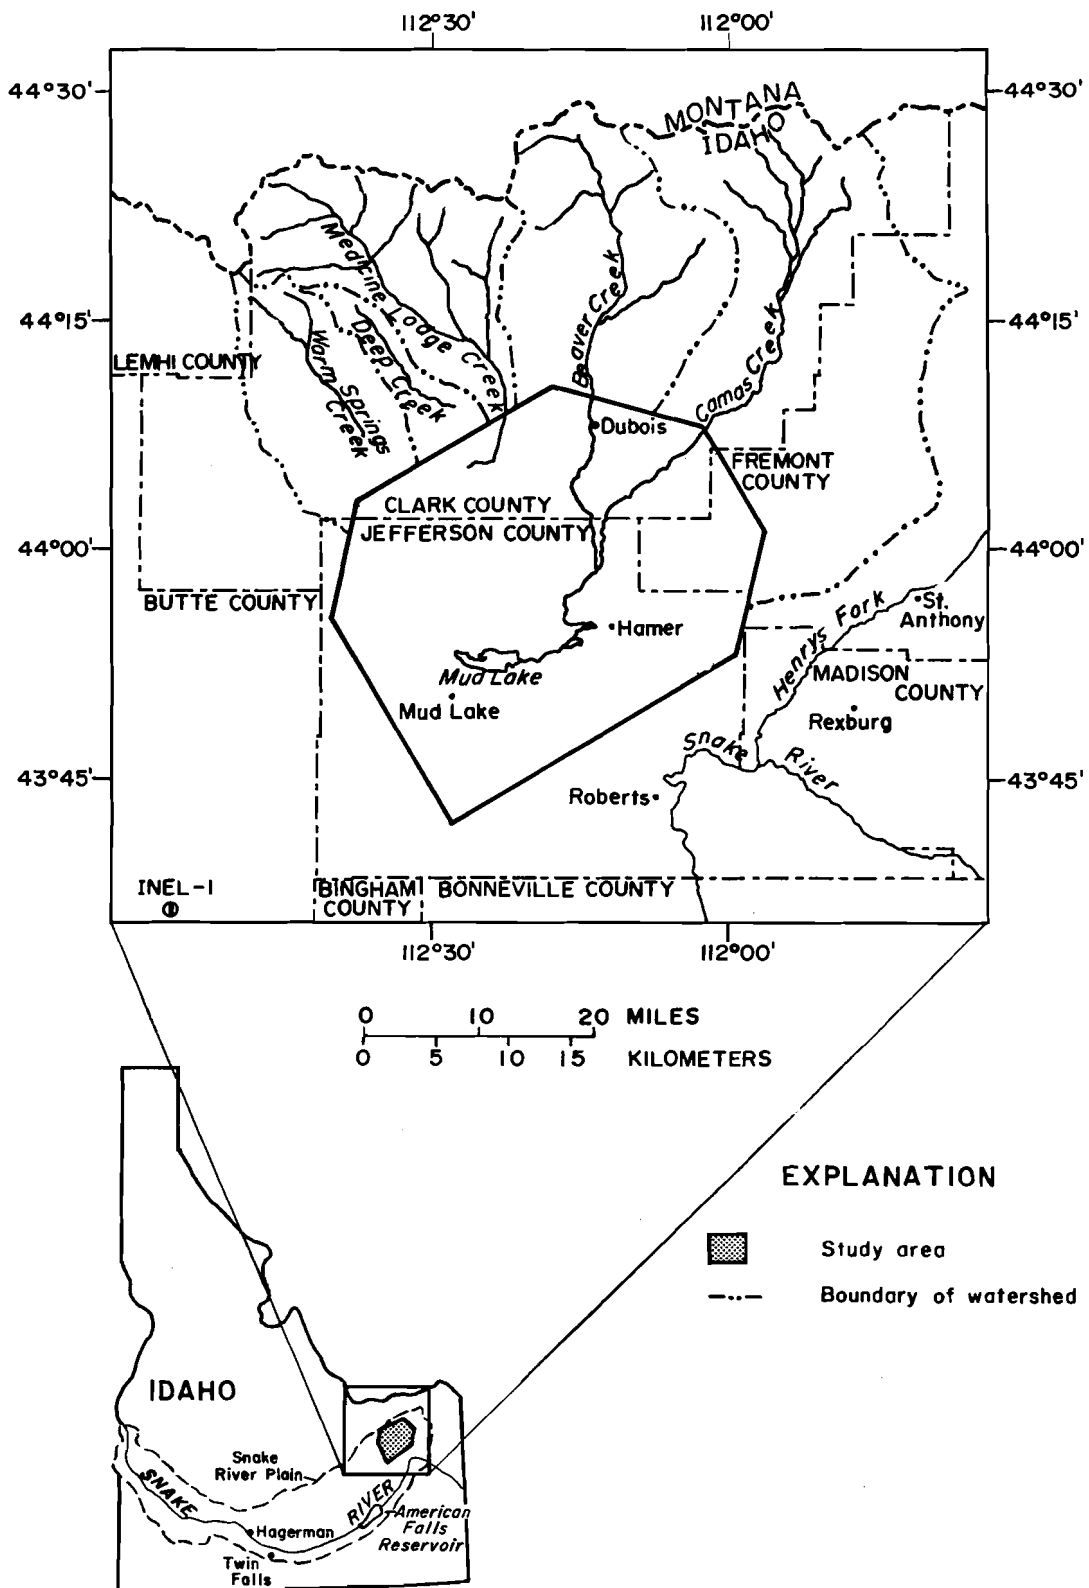 112°30'
112°00'
44°30'
44°30'
MONTANA
IDAHO
Medicine Lodge Creek
Beaver Creek
Camas Creek
44°15'
44°15'
Deep Creek
Warm Springs
Creek
LEMHI COUNTY
Dubois
FREMONT
COUNTY
CLARK COUNTY
JEFFERSON COUNTY
44°00'
44°00'
BUTTE COUNTY
Henrys Fork
St.
Anthony
Hamer
Mud Lake
Mud Lake
MADISON
COUNTY
Rexburg
Snake River
43°45'
43°45'
Roberts
INEL-1
BINGHAM
COUNTY
BONNEVILLE COUNTY
112°30'
112°00'
0 10 20 MILES
0 5 10 15 KILOMETERS
EXPLANATION
Study area
Boundary of watershed
IDAHO
Snake
River Plain
SNAKE RIVER
American
Falls
Reservoir
Hagerman
Twin
Falls